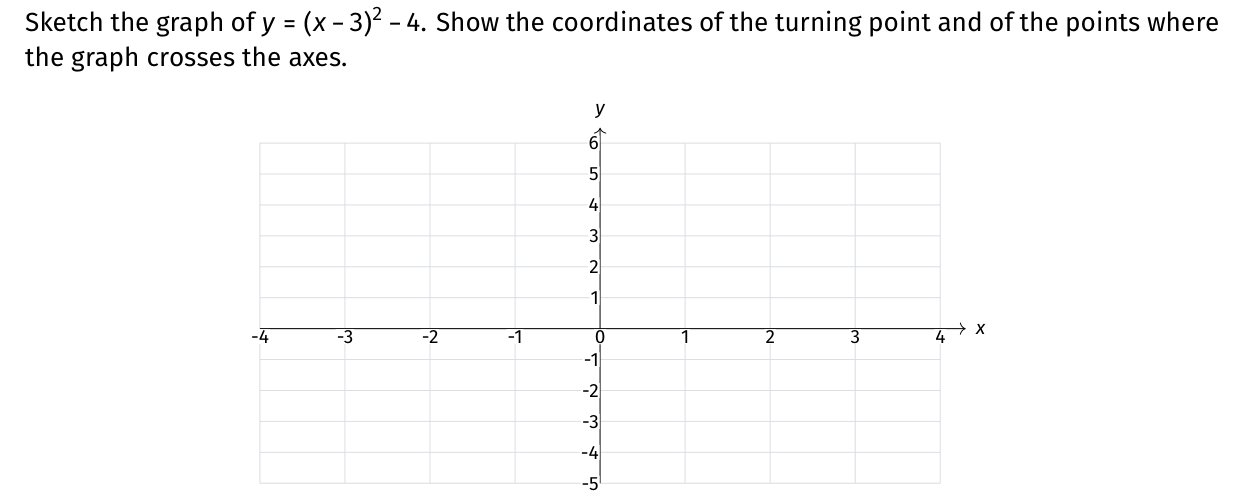 Sketch the graph of y = (x – 3)² – 4. Show the coordinates of the turning point and of the points where
the graph crosses the axes.
y
6
5
4
3
2
1
-4 -3 -2 -1 0 1 2 3 4 x
-1
-2
-3
-4
-5